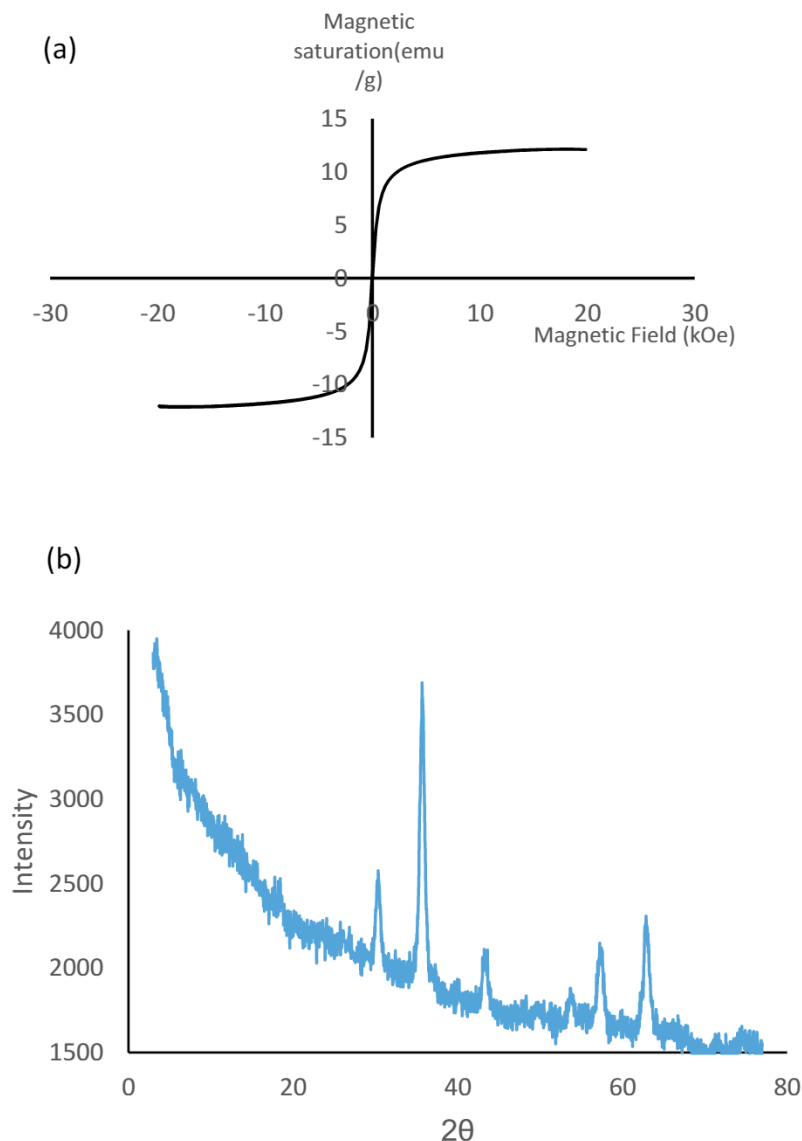 (a)
Magnetic
saturation(emu
/g)
15
10
5
0
-30 -20 -10 0 10 20 30
-5
Magnetic Field (kOe)
-10
-15
(b)
4000
3500
3000
Intensity
2500
2000
1500
0 20 40 60 80
2θ